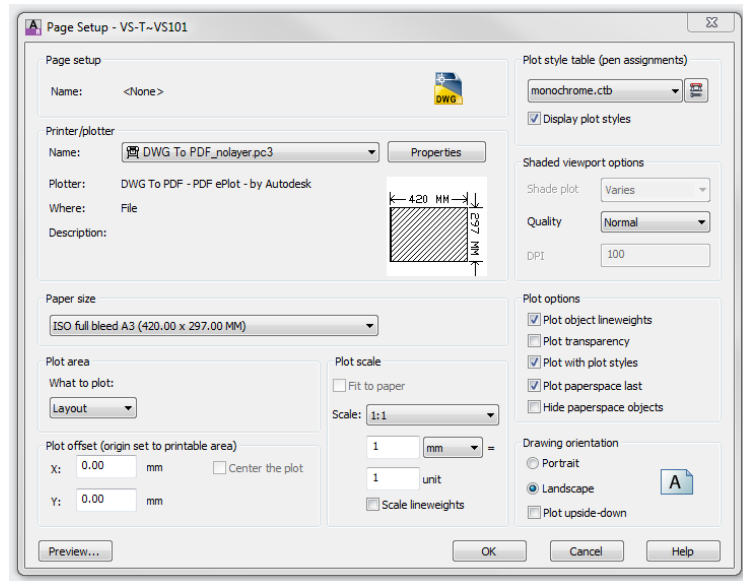 Page Setup - VS-T~VS101
Page setup
Name: <None>
DWG
Printer/plotter
Name: DWG To PDF_nolayer.pc3 Properties
Plotter: DWG To PDF - PDF ePlot - by Autodesk
Where: File
Description:
420 MM
297 MM
Paper size
ISO full bleed A3 (420.00 x 297.00 MM)
Plot area
What to plot:
Layout
Plot offset (origin set to printable area)
X: 0.00 mm Center the plot
Y: 0.00 mm
Plot scale
Fit to paper
Scale: 1:1
1 mm =
1 unit
Scale lineweights
Plot style table (pen assignments)
monochrome.ctb
Display plot styles
Shaded viewport options
Shade plot Varies
Quality Normal
DPI 100
Plot options
Plot object lineweights
Plot transparency
Plot with plot styles
Plot paperspace last
Hide paperspace objects
Drawing orientation
Portrait
Landscape
A
Plot upside-down
Preview... OK Cancel Help